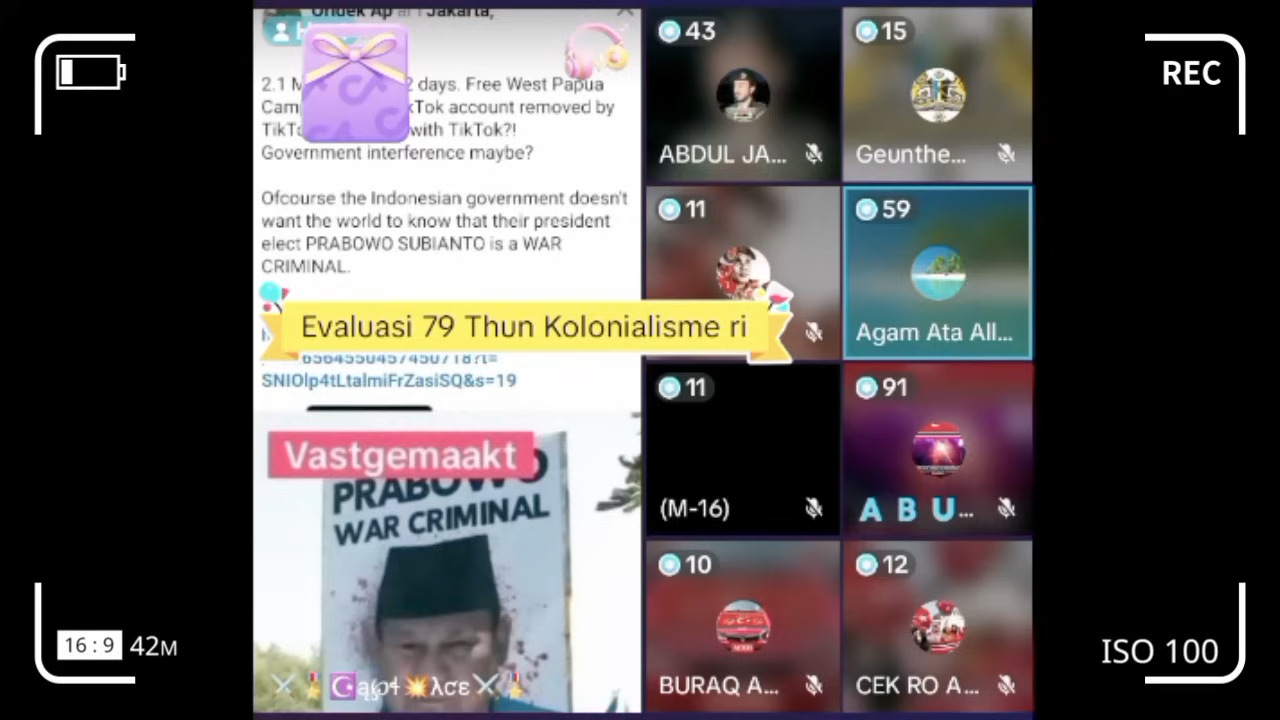 REC
Jakarta,
2.1 M 2 days. Free West Papua
kTok account removed by
with TikTok?!
Government interference maybe?
Ofcourse the Indonesian government doesn't
want the world to know that their president
elect PRABOWO SUBIANTO is a WAR
CRIMINAL.
Evaluasi 79 Thun Kolonialisme ri
SNIOlp4tLtalmiFrZasiSQ&s=19
Vastgemaakt
PRABOWO
WAR CRIMINAL
43
ABDUL JA...
15
Geunthe...
11
59
Agam Ata All...
11
(M-16)
91
A B U...
10
BURAQ A...
12
CEK RO A...
16:9 42M
ISO 100